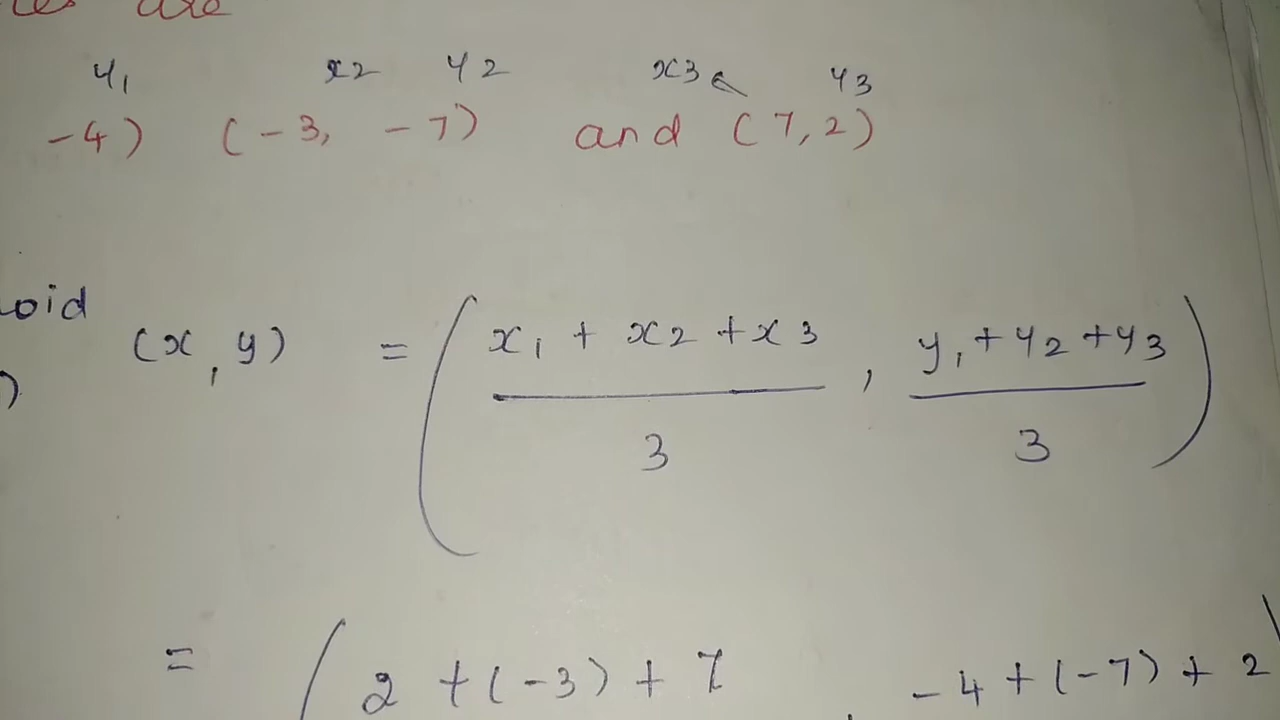 are
y1 x2 y2 x3 y3
-4) (-3, -7) and (7,2)
oid
(x, y) = ( x1 + x2 + x3 , y1 + y2 + y3 )
)
3 3
= ( 2 + (-3) + 7 , -4 + (-7) + 2 )